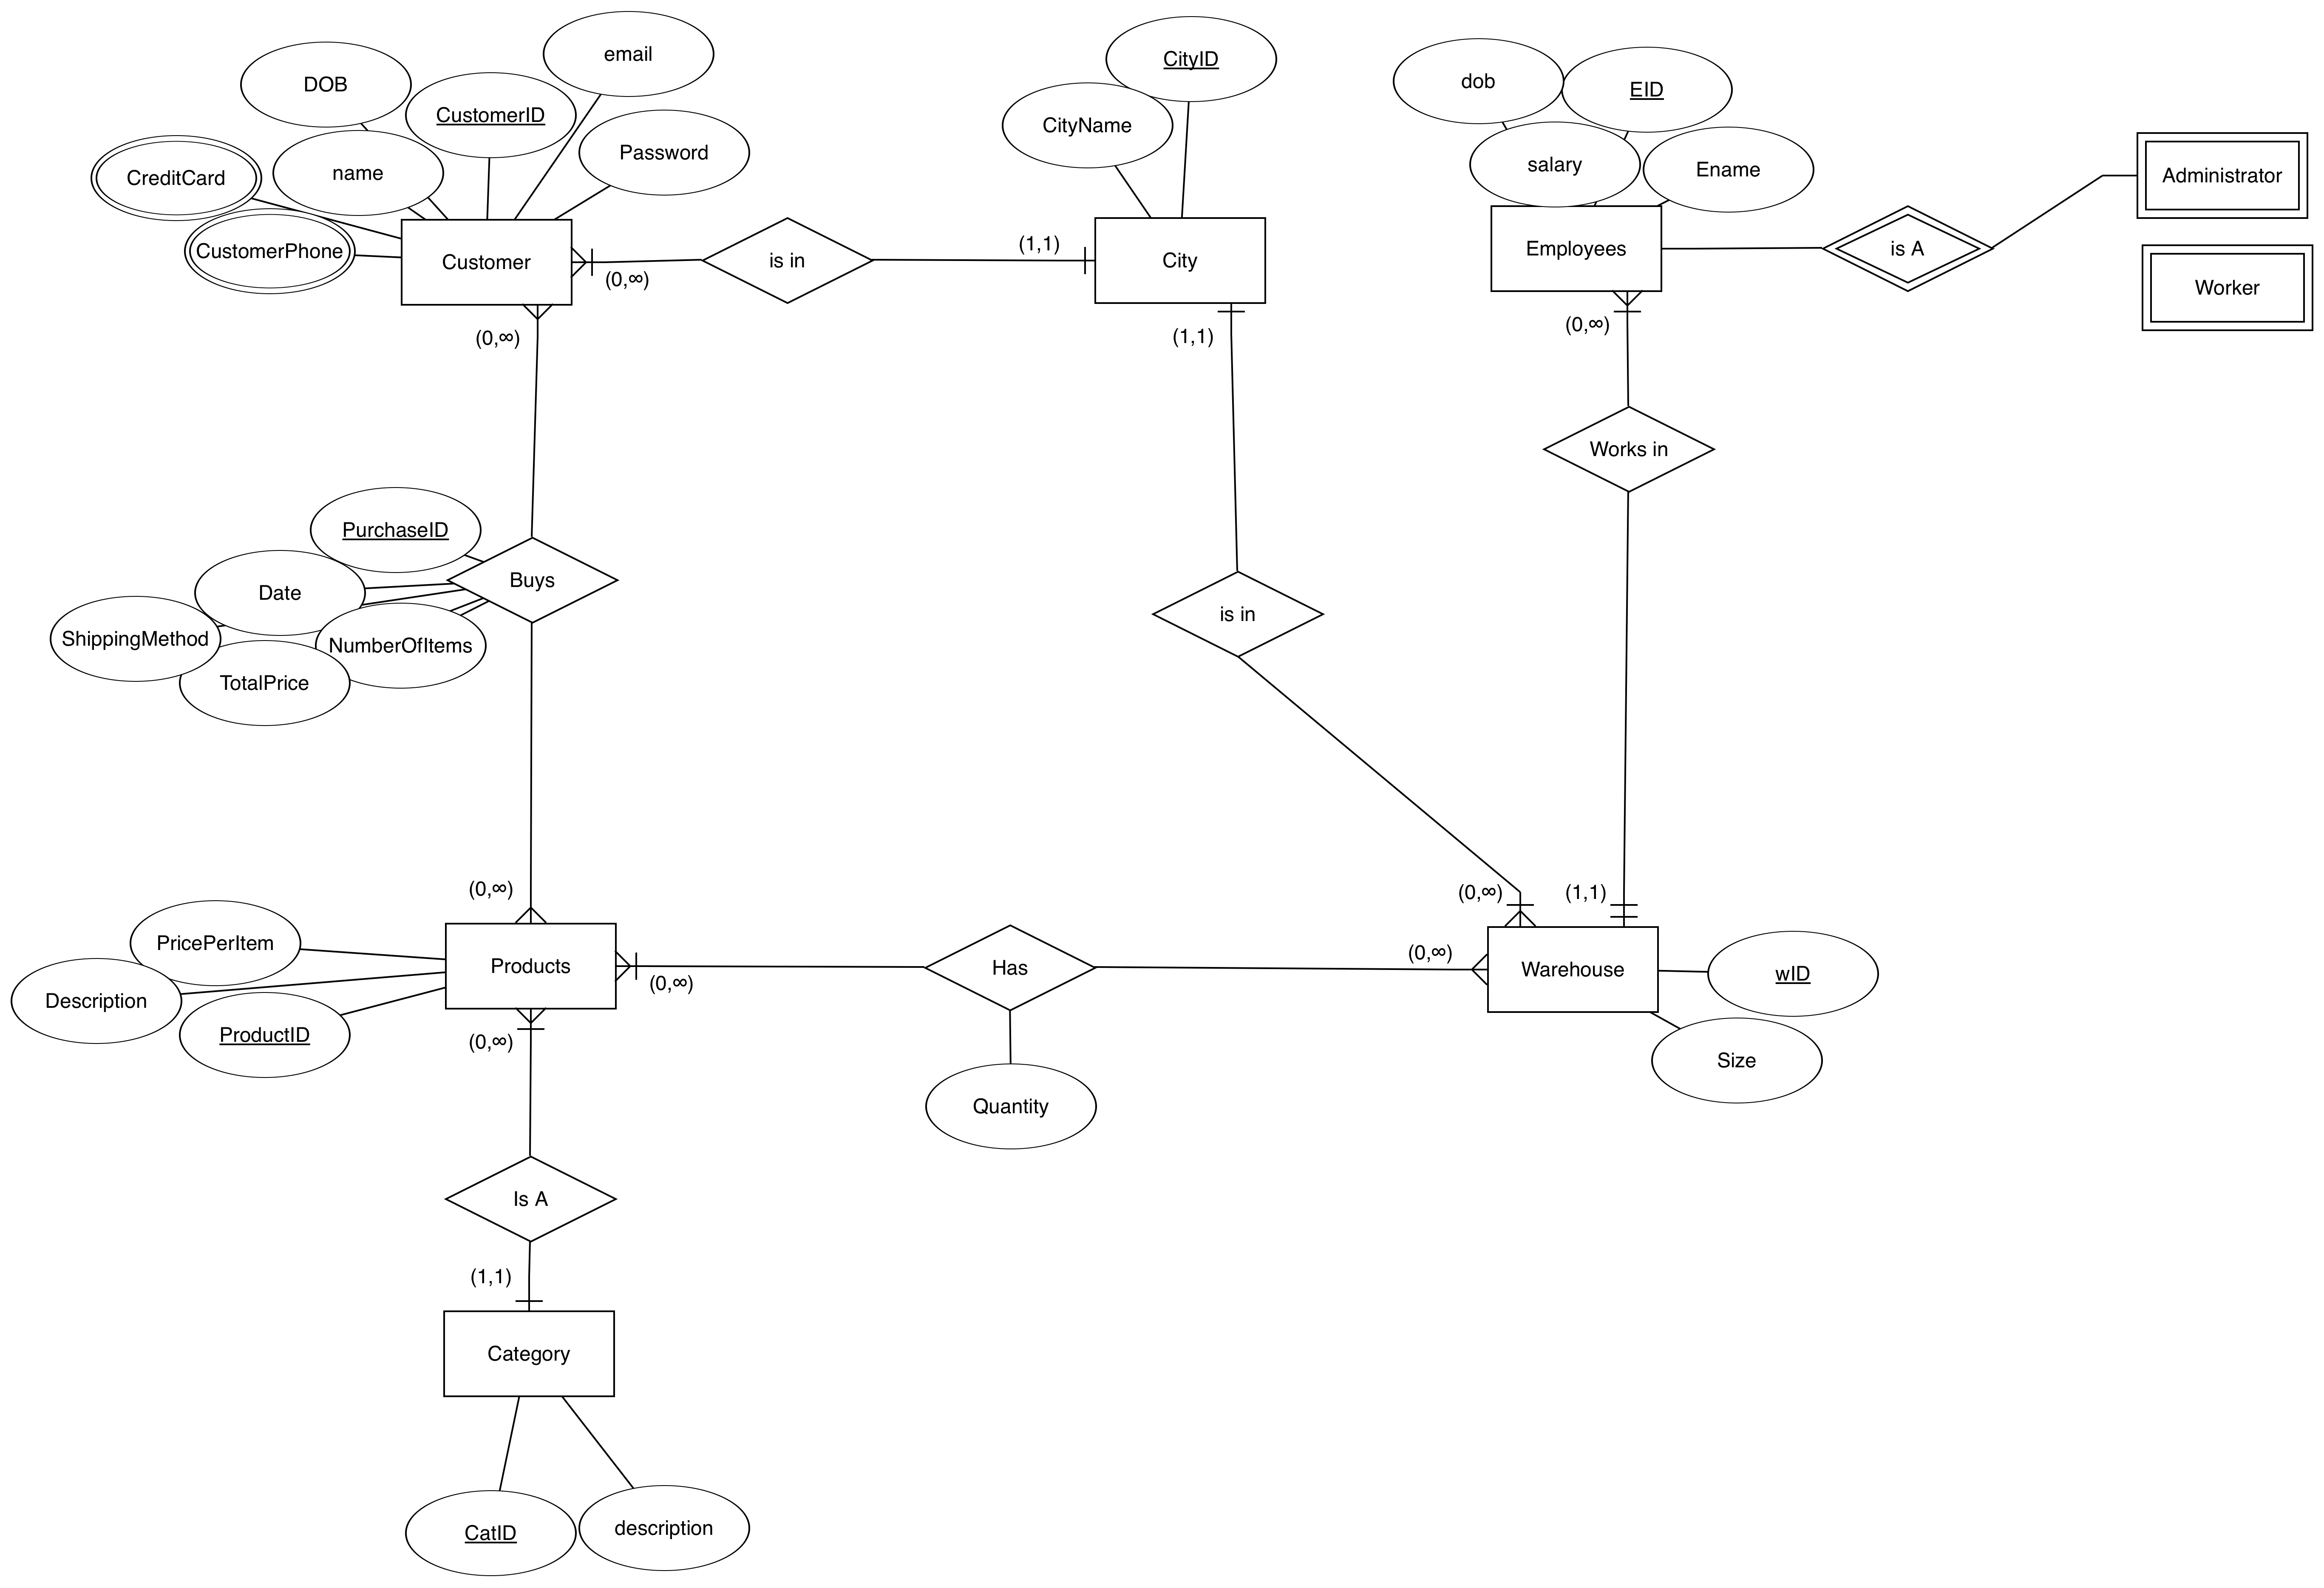 email
CityID
DOB
dob
EID
CustomerID
CityName
Password
salary
Ename
name
CreditCard
Administrator
CustomerPhone
Customer
(0,∞)
is in
(1,1)
City
Employees
is A
Worker
(0,∞)
(1,1)
(0,∞)
Works in
PurchaseID
Buys
Date
is in
ShippingMethod
NumberOfItems
TotalPrice
(0,∞)
(0,∞)
(1,1)
PricePerItem
Products
(0,∞)
Has
(0,∞)
Warehouse
wID
Description
ProductID
(0,∞)
Size
Quantity
Is A
(1,1)
Category
CatID
description